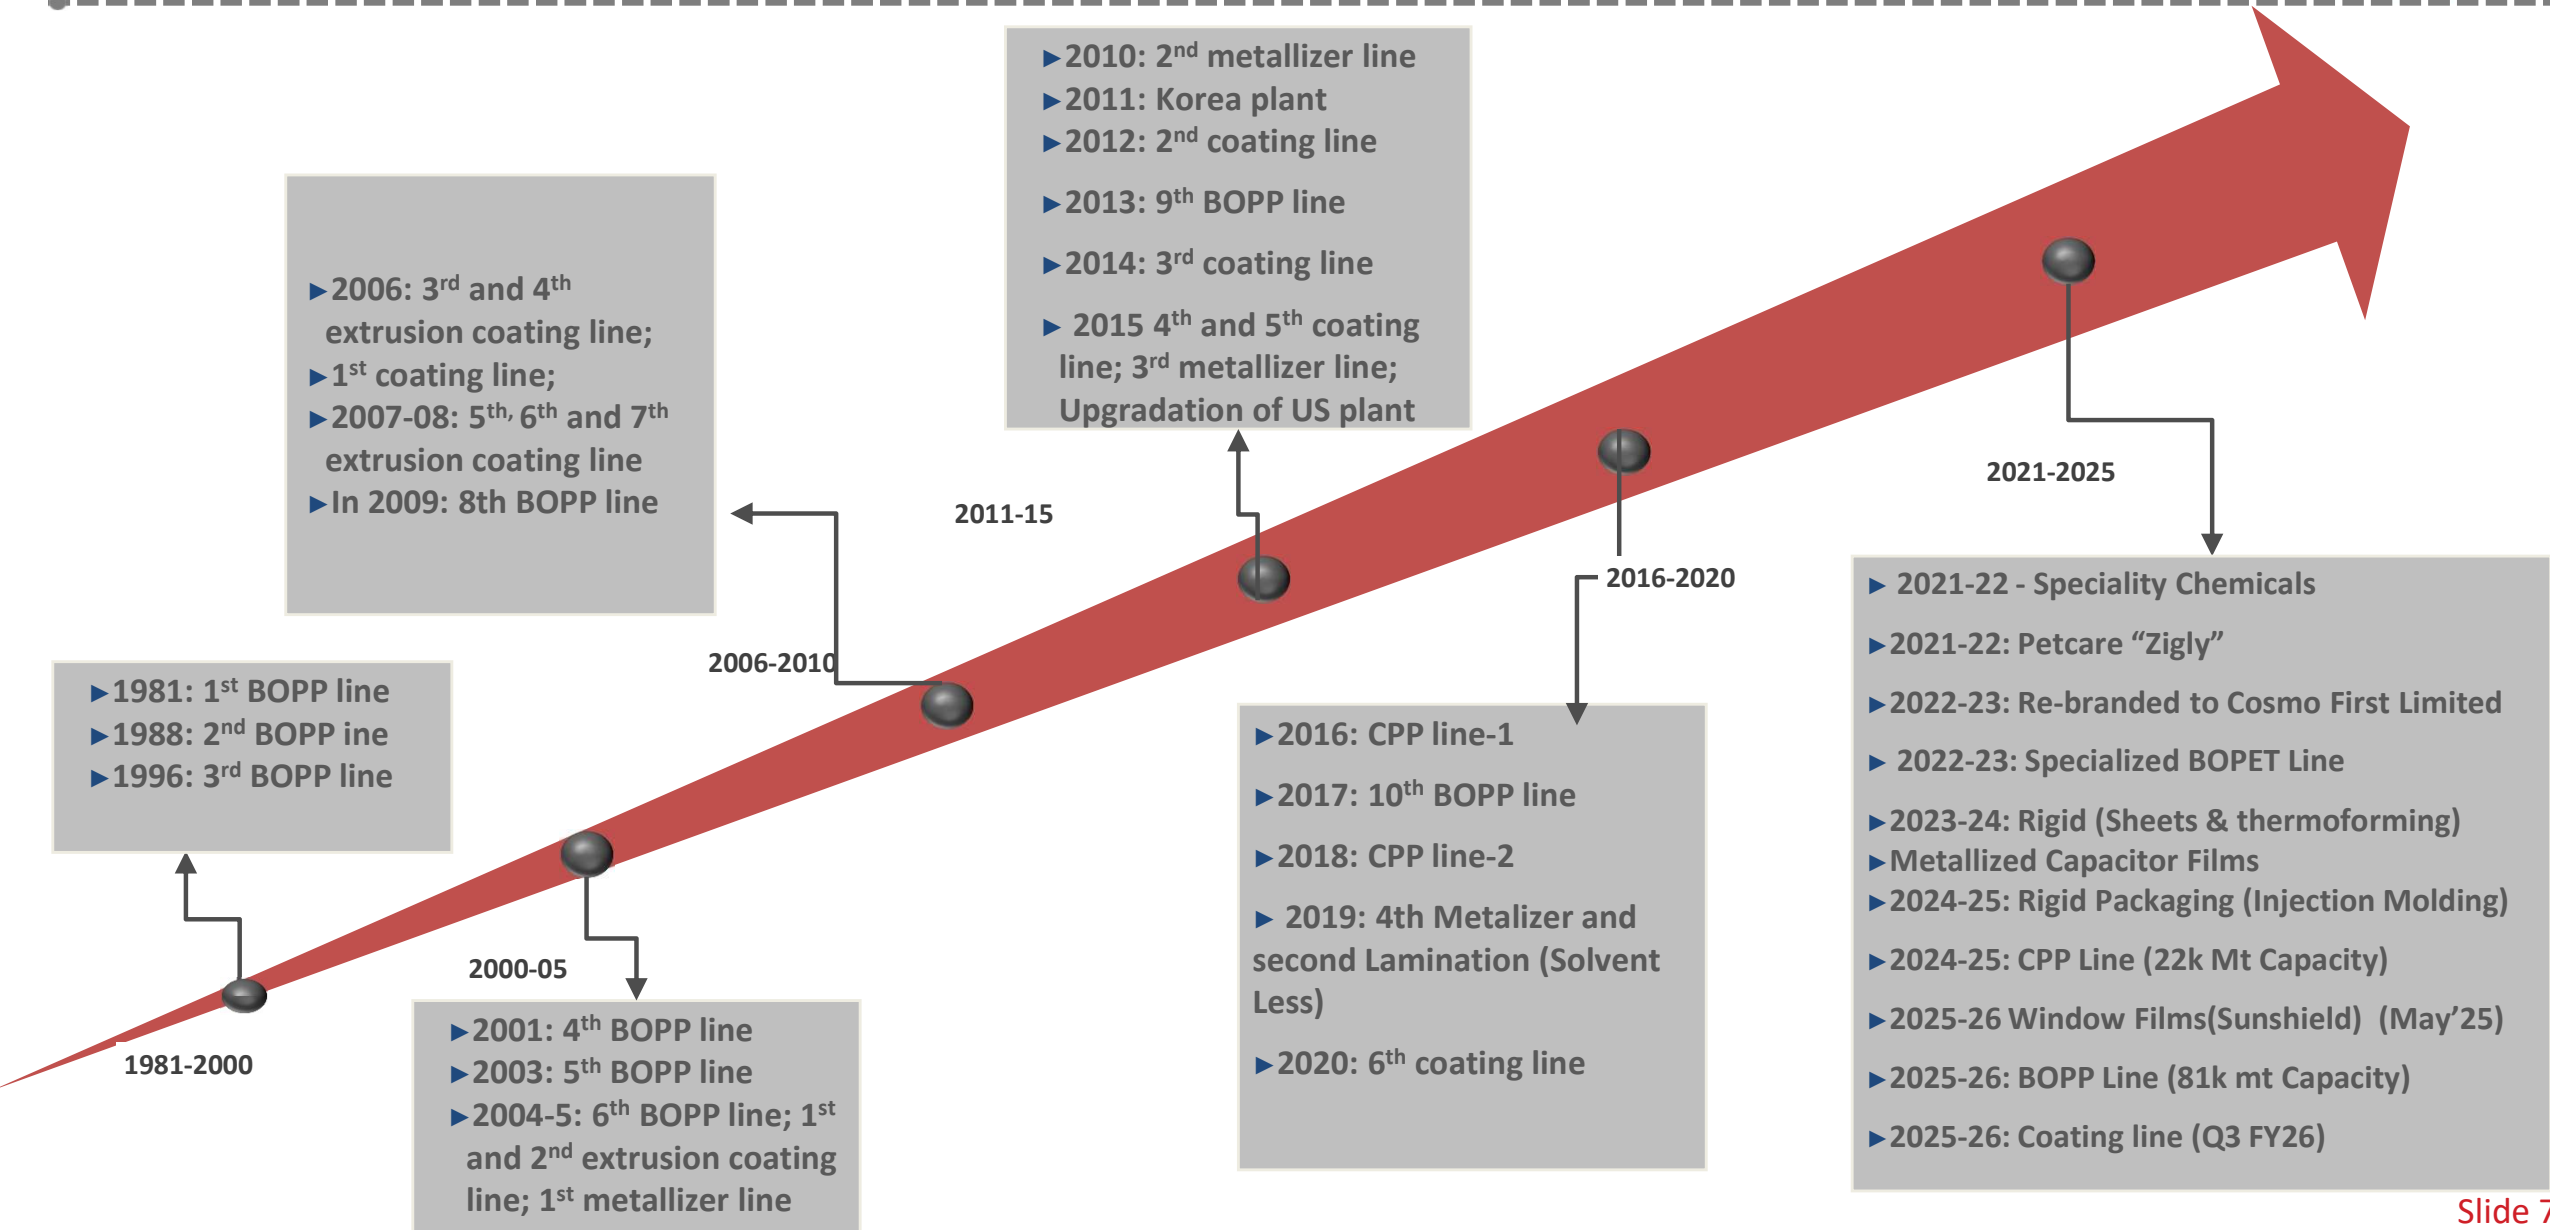 ►1981: 1st BOPP line
►1988: 2nd BOPP ine
►1996: 3rd BOPP line
1981-2000
2000-05
►2001: 4th BOPP line
►2003: 5th BOPP line
►2004-5: 6th BOPP line; 1st
and 2nd extrusion coating
line; 1st metallizer line
►2006: 3rd and 4th
extrusion coating line;
►1st coating line;
►2007-08: 5th, 6th and 7th
extrusion coating line
►In 2009: 8th BOPP line
2006-2010
►2010: 2nd metallizer line
►2011: Korea plant
►2012: 2nd coating line
►2013: 9th BOPP line
►2014: 3rd coating line
► 2015 4th and 5th coating
line; 3rd metallizer line;
Upgradation of US plant
2011-15
2016-2020
►2016: CPP line-1
►2017: 10th BOPP line
►2018: CPP line-2
► 2019: 4th Metalizer and
second Lamination (Solvent
Less)
►2020: 6th coating line
2021-2025
► 2021-22 - Speciality Chemicals
►2021-22: Petcare “Zigly”
►2022-23: Re-branded to Cosmo First Limited
► 2022-23: Specialized BOPET Line
►2023-24: Rigid (Sheets & thermoforming)
►Metallized Capacitor Films
►2024-25: Rigid Packaging (Injection Molding)
►2024-25: CPP Line (22k Mt Capacity)
►2025-26 Window Films(Sunshield) (May’25)
►2025-26: BOPP Line (81k mt Capacity)
►2025-26: Coating line (Q3 FY26)
Slide 7